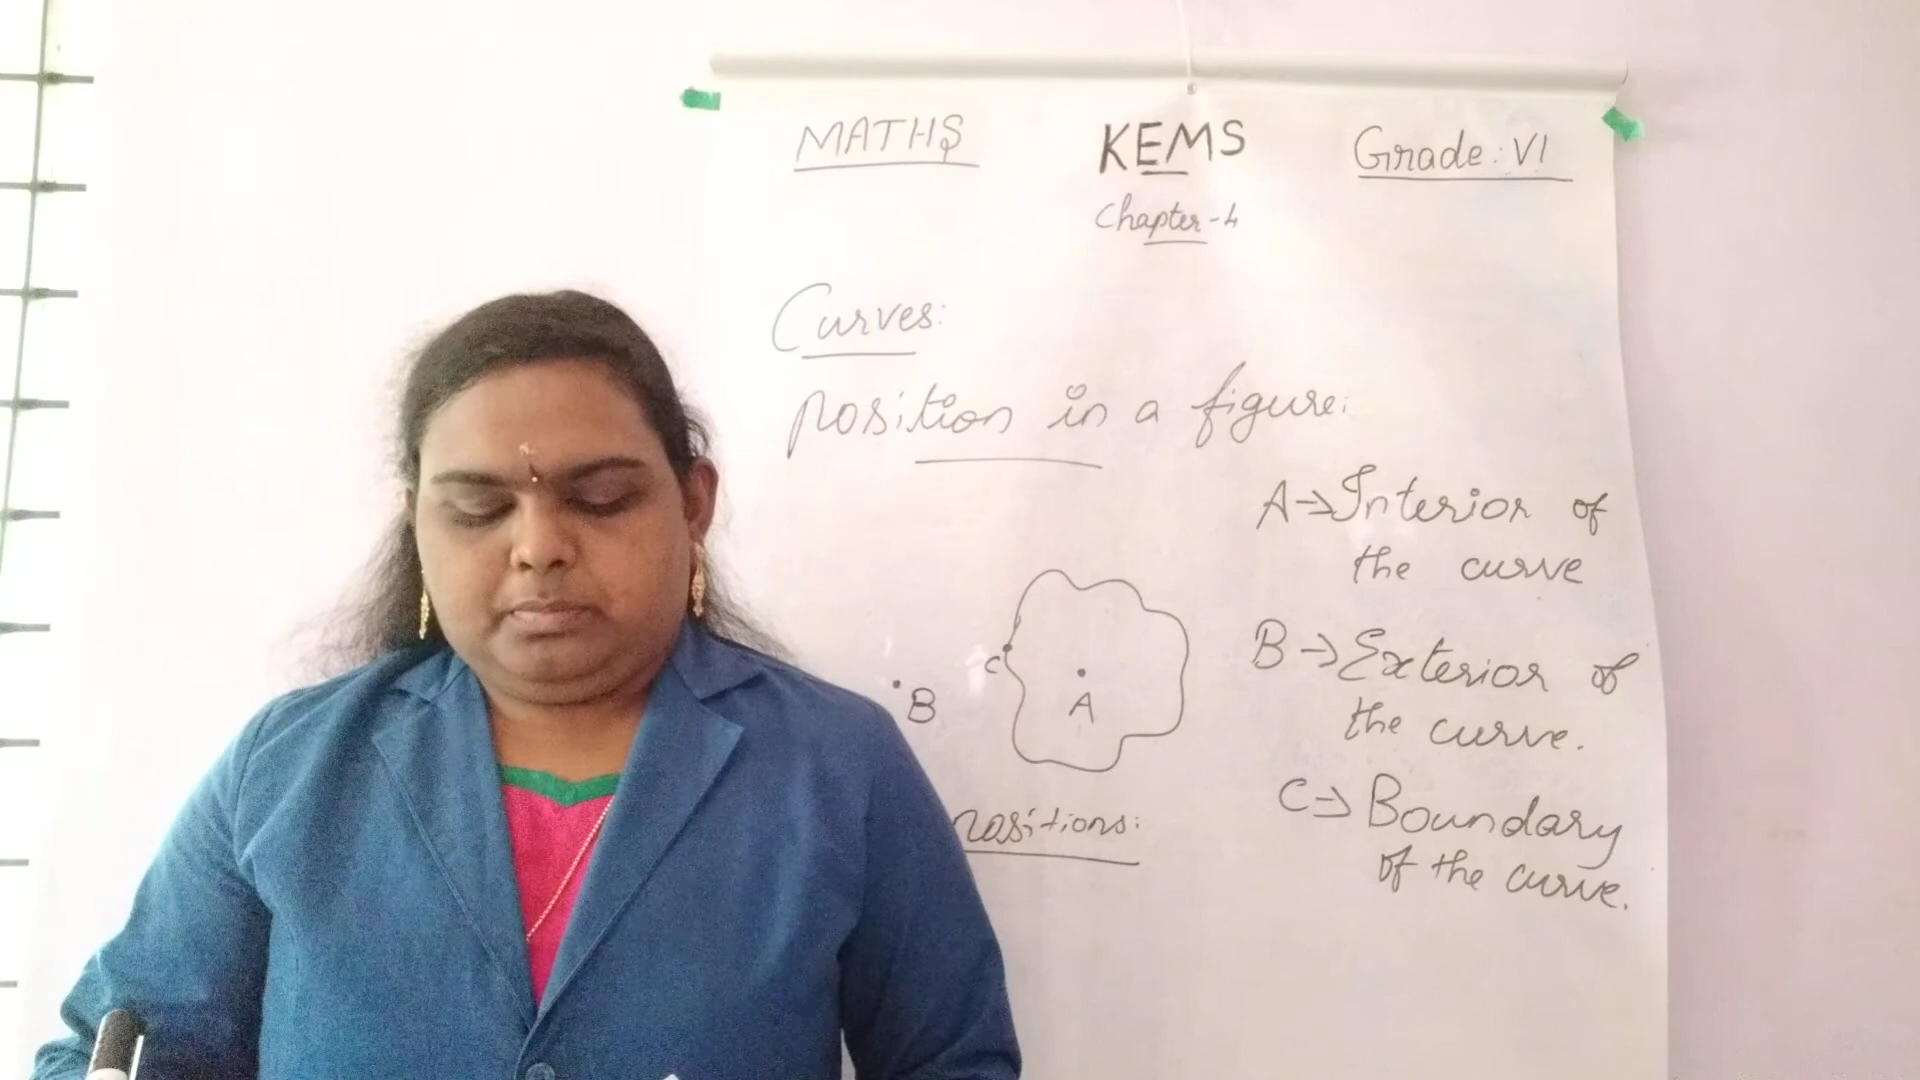 MATHS KEMS Grade: VI
Chapter-4
Curves:
position in a figure:
A→Interior of
the curve
B→Exterior of
the curve.
C→Boundary
of the curve.
C
A
B
positions: